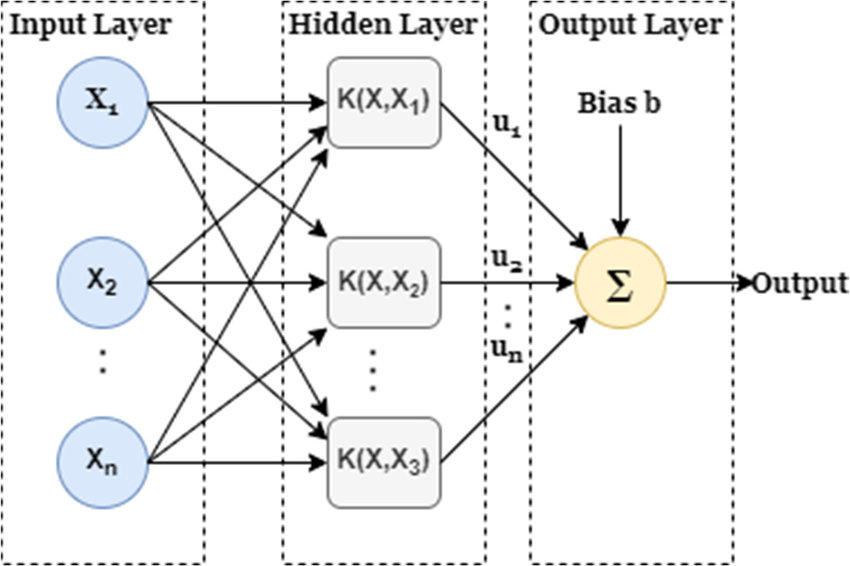 Input Layer
Hidden Layer
Output Layer
X₁
X₂
⋮
Xₙ
K(X,X₁)
K(X,X₂)
⋮
K(X,X₃)
u₁
u₂
⋮
uₙ
Bias b
Σ
Output